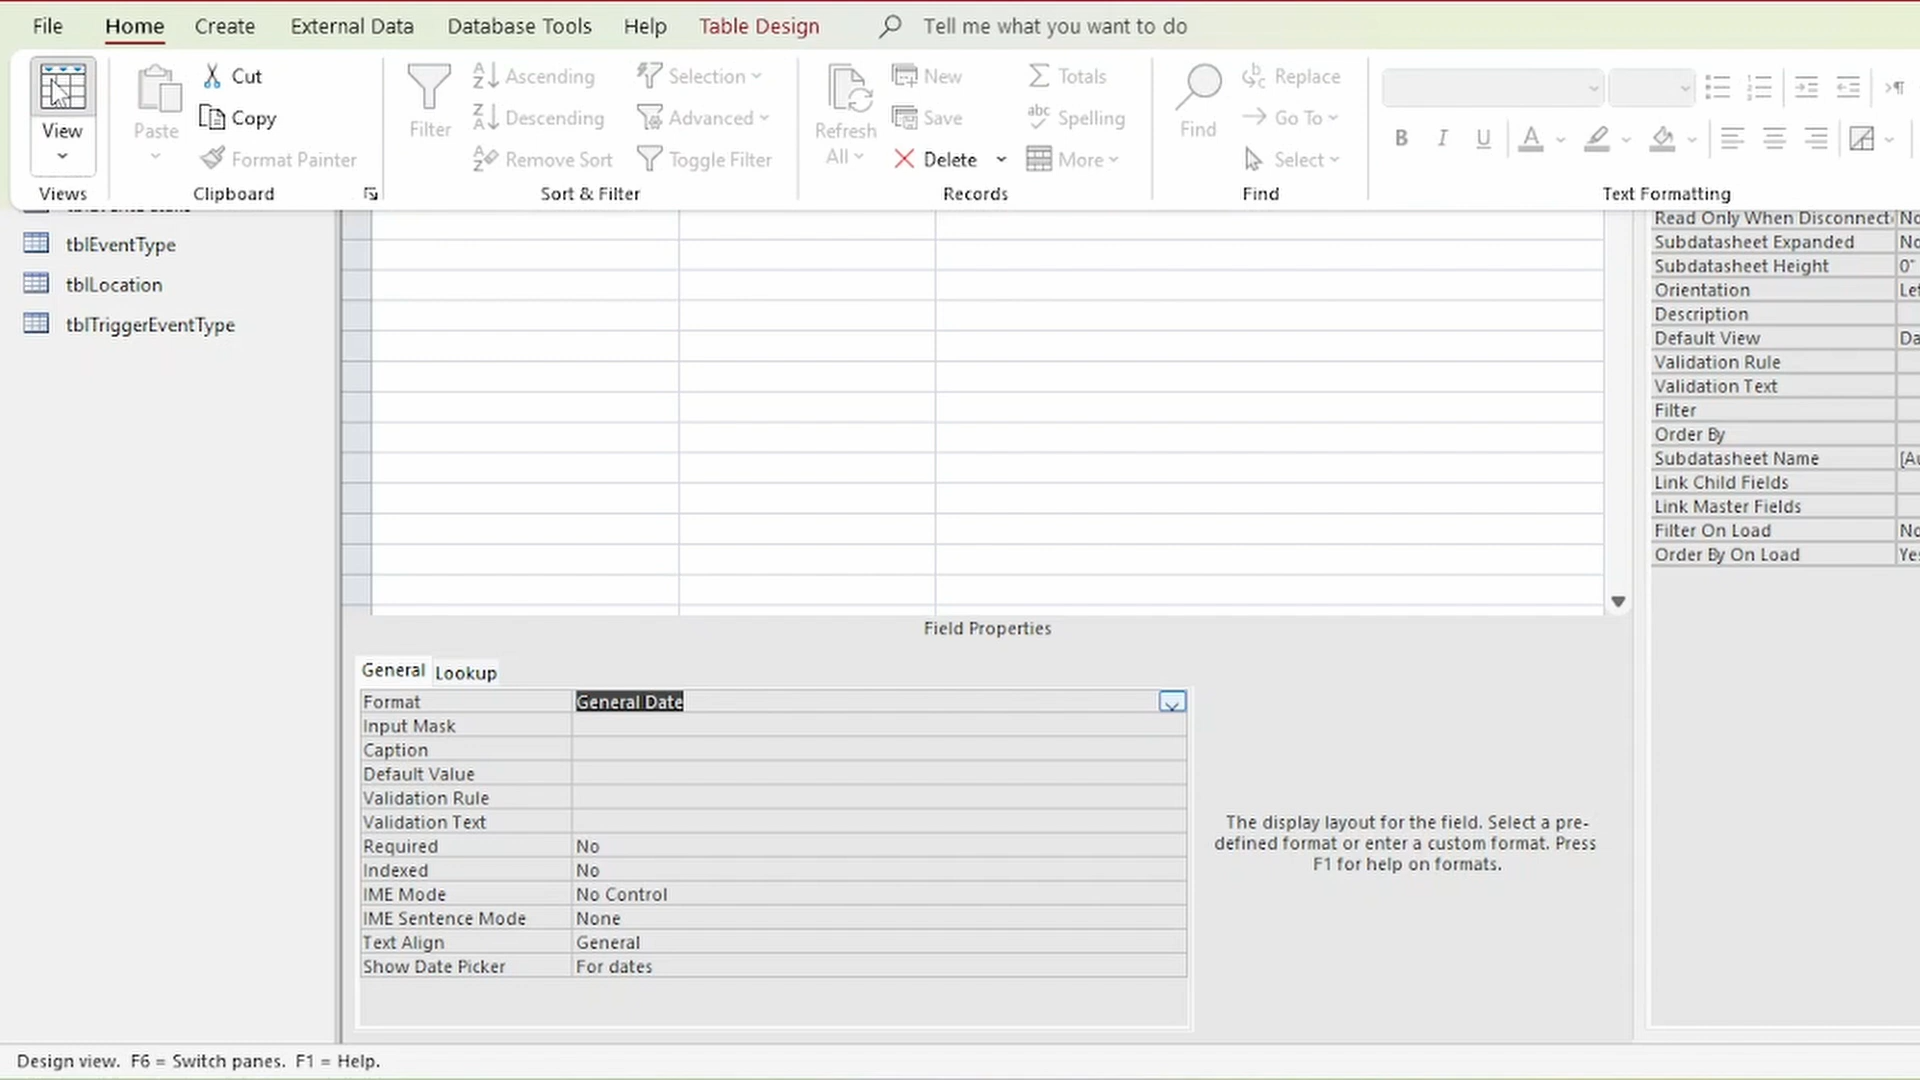 File Home Create External Data Database Tools Help Table Design Tell me what you want to do
View
Views
Paste
Cut
Copy
Format Painter
Clipboard
Filter
Ascending
Descending
Remove Sort
Selection
Advanced
Toggle Filter
Sort & Filter
Refresh
All
New
Save
Delete
Totals
Spelling
More
Records
Find
Replace
Go To
Select
Find
B I U A
Text Formatting
tblEventType
tblLocation
tblTriggerEventType
Field Properties
General Lookup
Format General Date
Input Mask
Caption
Default Value
Validation Rule
Validation Text
Required No
Indexed No
IME Mode No Control
IME Sentence Mode None
Text Align General
Show Date Picker For dates
The display layout for the field. Select a pre-
defined format or enter a custom format. Press
F1 for help on formats.
Read Only When Disconnect No
Subdatasheet Expanded No
Subdatasheet Height 0"
Orientation Le
Description
Default View Da
Validation Rule
Validation Text
Filter
Order By
Subdatasheet Name [Au
Link Child Fields
Link Master Fields
Filter On Load No
Order By On Load Yes
Design view. F6 = Switch panes. F1 = Help.